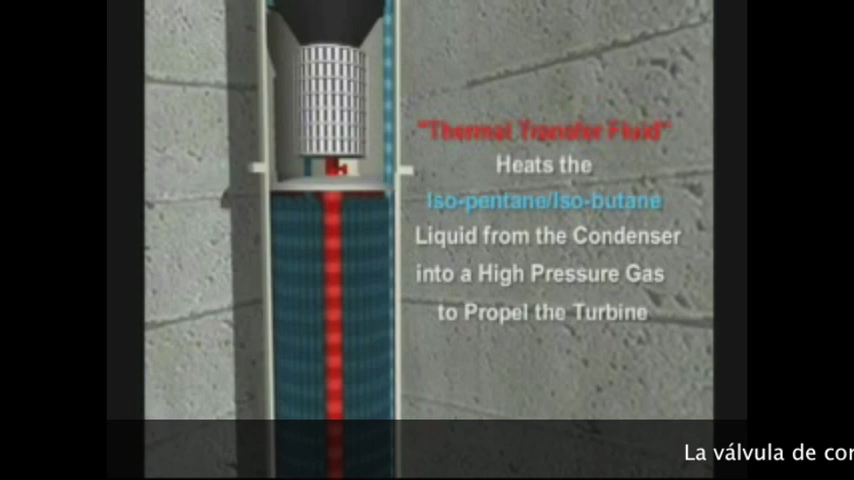 "Thermal Transfer Fluid"
Heats the
Iso-pentane/Iso-butane
Liquid from the Condenser
into a High Pressure Gas
to Propel the Turbine
La válvula de con